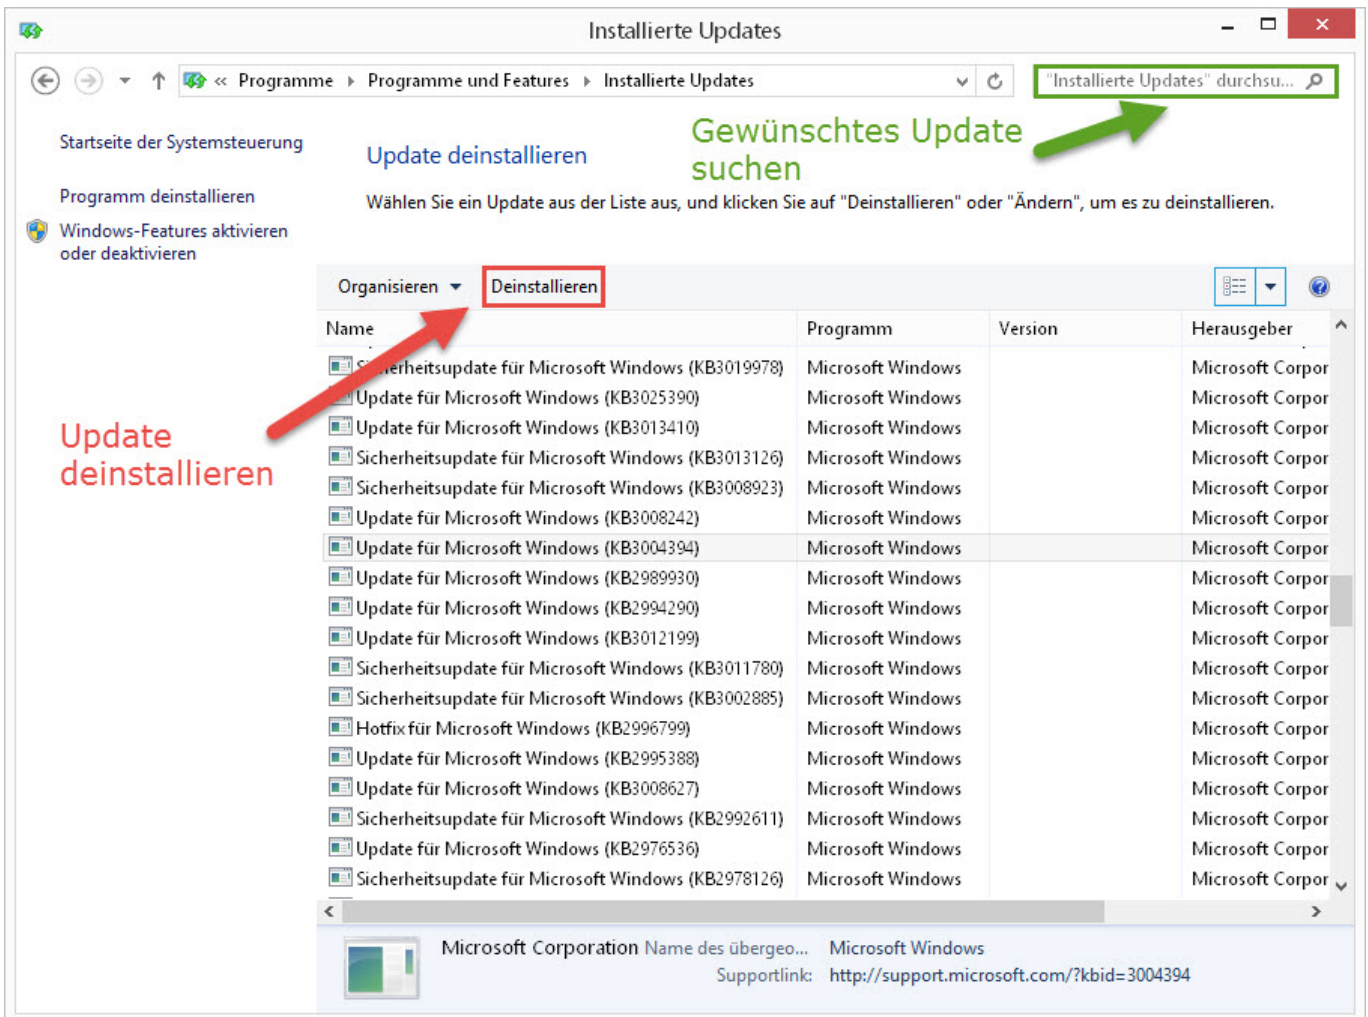 Installierte Updates
« Programme Programme und Features Installierte Updates
"Installierte Updates" durchsu...
Gewünschtes Update
suchen
Startseite der Systemsteuerung
Programm deinstallieren
Windows-Features aktivieren
oder deaktivieren
Update deinstallieren
Wählen Sie ein Update aus der Liste aus, und klicken Sie auf "Deinstallieren" oder "Ändern", um es zu deinstallieren.
Organisieren Deinstallieren
Update
deinstallieren
Name Programm Version Herausgeber
Sicherheitsupdate für Microsoft Windows (KB3019978) Microsoft Windows Microsoft Corpor
Update für Microsoft Windows (KB3025390) Microsoft Windows Microsoft Corpor
Update für Microsoft Windows (KB3013410) Microsoft Windows Microsoft Corpor
Sicherheitsupdate für Microsoft Windows (KB3013126) Microsoft Windows Microsoft Corpor
Sicherheitsupdate für Microsoft Windows (KB3008923) Microsoft Windows Microsoft Corpor
Update für Microsoft Windows (KB3008242) Microsoft Windows Microsoft Corpor
Update für Microsoft Windows (KB3004394) Microsoft Windows Microsoft Corpor
Update für Microsoft Windows (KB2989930) Microsoft Windows Microsoft Corpor
Update für Microsoft Windows (KB2994290) Microsoft Windows Microsoft Corpor
Update für Microsoft Windows (KB3012199) Microsoft Windows Microsoft Corpor
Sicherheitsupdate für Microsoft Windows (KB3011780) Microsoft Windows Microsoft Corpor
Sicherheitsupdate für Microsoft Windows (KB3002885) Microsoft Windows Microsoft Corpor
Hotfix für Microsoft Windows (KB2996799) Microsoft Windows Microsoft Corpor
Update für Microsoft Windows (KB2995388) Microsoft Windows Microsoft Corpor
Update für Microsoft Windows (KB3008627) Microsoft Windows Microsoft Corpor
Sicherheitsupdate für Microsoft Windows (KB2992611) Microsoft Windows Microsoft Corpor
Update für Microsoft Windows (KB2976536) Microsoft Windows Microsoft Corpor
Sicherheitsupdate für Microsoft Windows (KB2978126) Microsoft Windows Microsoft Corpor
Microsoft Corporation Name des übergeo... Microsoft Windows
Supportlink: http://support.microsoft.com/?kbid=3004394